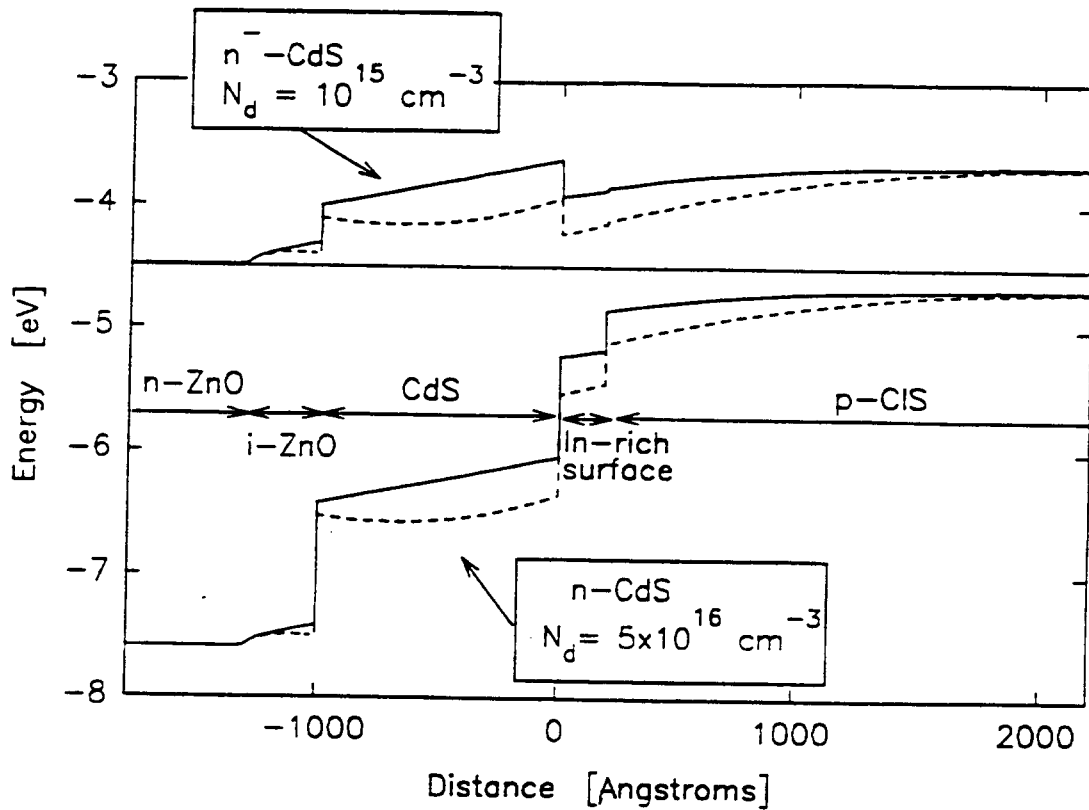 n⁻-CdS
N_d = 10^15 cm^-3
-3
-4
-5
-6
-7
-8
Energy [eV]
n-ZnO
i-ZnO
CdS
In-rich
surface
p-CIS
n-CdS
N_d = 5x10^16 cm^-3
-1000
0
1000
2000
Distance [Angstroms]